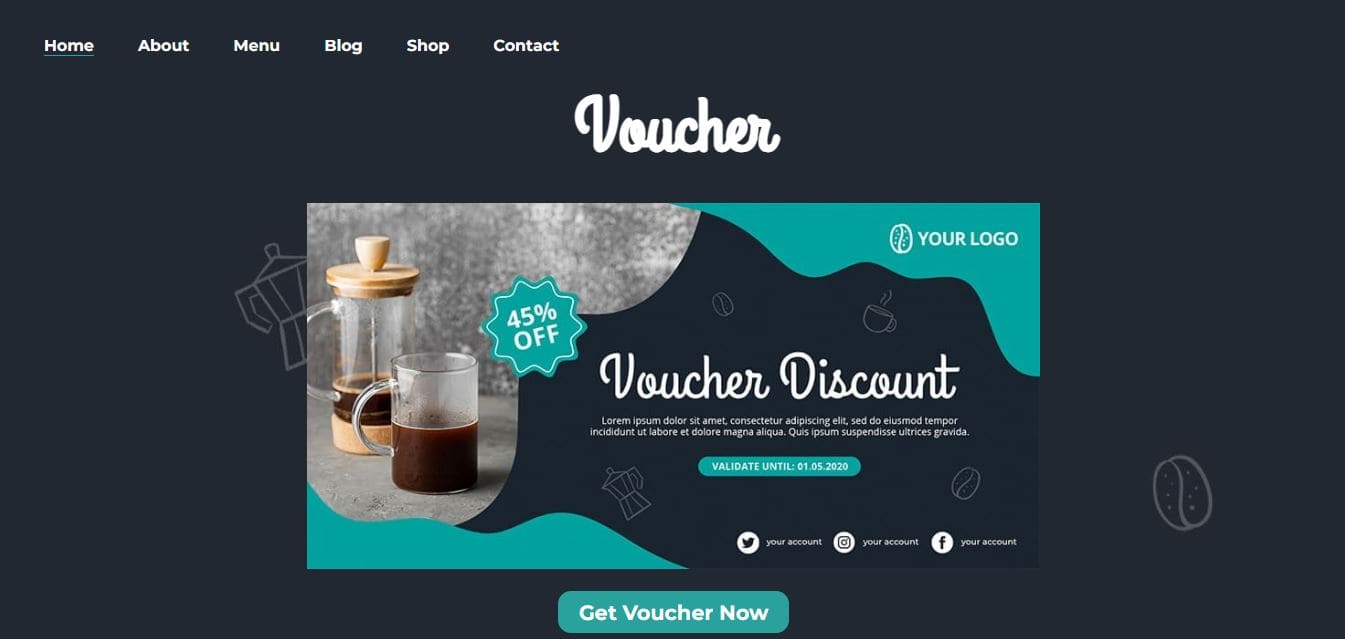 Home About Menu Blog Shop Contact
Voucher
YOUR LOGO
45%
OFF
Voucher Discount
Lorem ipsum dolor sit amet, consectetur adipiscing elit, sed do eiusmod tempor
incididunt ut labore et dolore magna aliqua. Quis ipsum suspendisse ultrices gravida.
VALIDATE UNTIL: 01.05.2020
your account your account your account
Get Voucher Now